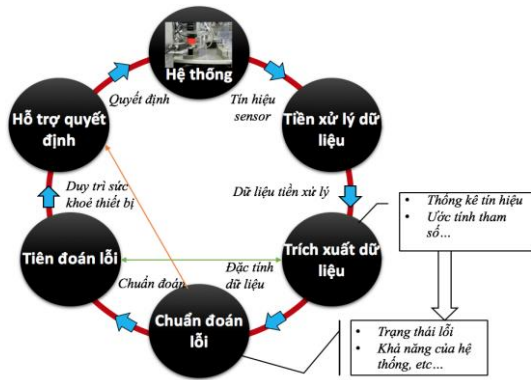 Hệ thống
Quyết định
Tín hiệu
sensor
Hỗ trợ quyết
định
Tiền xử lý dữ
liệu
Duy trì sức
khoẻ thiết bị
Dữ liệu tiền xử lý
• Thống kê tín hiệu
• Ước tính tham
số…
Tiên đoán lỗi
Trích xuất dữ
liệu
Chuẩn đoán
Đặc tính
dữ liệu
Chuẩn đoán
lỗi
• Trạng thái lỗi
• Khả năng của hệ
thống, etc…